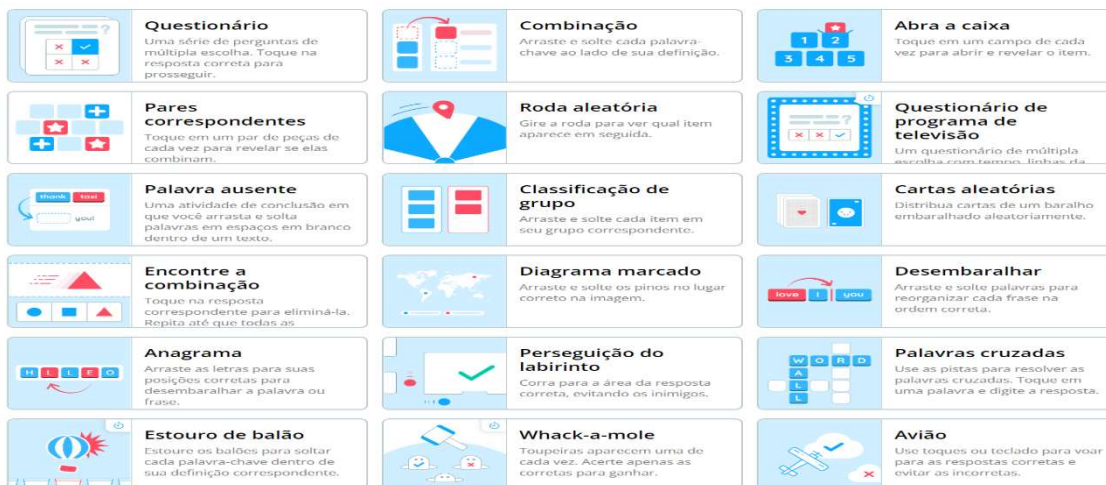 Questionário
Uma série de perguntas de
múltipla escolha. Toque na
resposta correta para
prosseguir.
Combinação
Arraste e solte cada palavra-
chave ao lado de sua definição.
Abra a caixa
Toque em um campo de cada
vez para abrir e revelar o item.
1 2
3 4 5
Pares
correspondentes
Toque em um par de peças de
cada vez para revelar se elas
combinam.
Roda aleatória
Gire a roda para ver qual item
aparece em seguida.
Questionário de
programa de
televisão
Um questionário de múltipla
escolha com tempo, linhas da
Palavra ausente
Uma atividade de conclusão em
que você arrasta e solta
palavras em espaços em branco
dentro de um texto.
thank taxi
you!
Classificação de
grupo
Arraste e solte cada item em
seu grupo correspondente.
Cartas aleatórias
Distribua cartas de um baralho
embaralhado aleatoriamente.
Encontre a
combinação
Toque na resposta
correspondente para eliminá-la.
Repita até que todas as
Diagrama marcado
Arraste e solte os pinos no lugar
correto na imagem.
Desembaralhar
Arraste e solte palavras para
reorganizar cada frase na
ordem correta.
love I you
Anagrama
Arraste as letras para suas
posições corretas para
desembaralhar a palavra ou
frase.
H L L E O
Perseguição do
labirinto
Corra para a área da resposta
correta, evitando os inimigos.
Palavras cruzadas
Use as pistas para resolver as
palavras cruzadas. Toque em
uma palavra e digite a resposta.
W O R D
A
L
L
Estouro de balão
Estoure os balões para soltar
cada palavra-chave dentro de
sua definição correspondente.
Whack-a-mole
Toupeiras aparecem uma de
cada vez. Acerte apenas as
corretas para ganhar.
Avião
Use toques ou teclado para voar
para as respostas corretas e
evitar as incorretas.